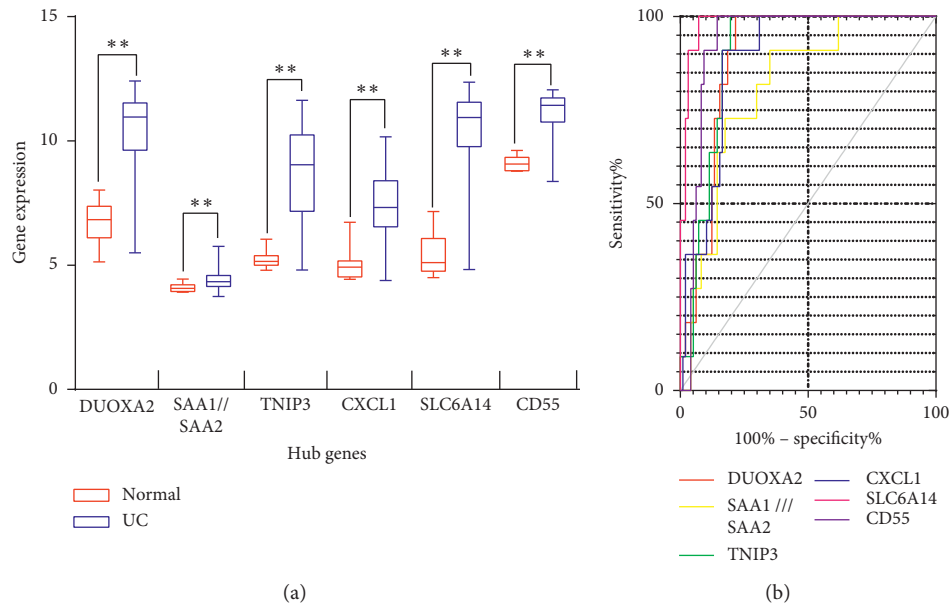 15
10
5
0
Gene expression
**
**
**
**
**
**
DUOXA2
SAA1//
SAA2
TNIP3
CXCL1
SLC6A14
CD55
Hub genes
Normal
UC
(a)
100
50
0
Sensitivity%
0
50
100
100% – specificity%
DUOXA2
SAA1 ///
SAA2
TNIP3
CXCL1
SLC6A14
CD55
(b)